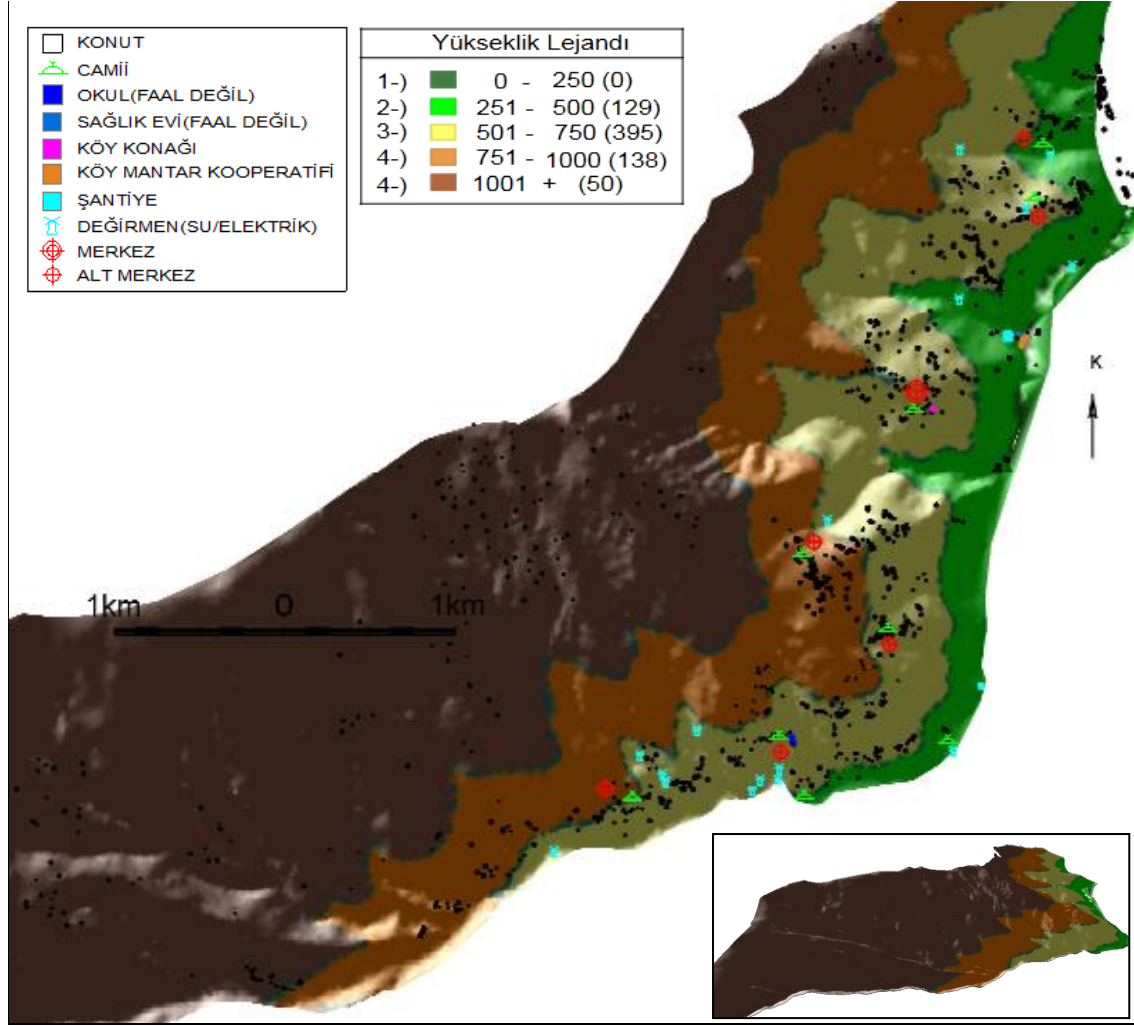 KONUT
CAMİİ
OKUL(FAAL DEĞİL)
SAĞLIK EVİ(FAAL DEĞİL)
KÖY KONAĞI
KÖY MANTAR KOOPERATİFİ
ŞANTİYE
DEĞİRMEN(SU/ELEKTRİK)
MERKEZ
ALT MERKEZ
Yükseklik Lejandı
1-) 0 - 250 (0)
2-) 251 - 500 (129)
3-) 501 - 750 (395)
4-) 751 - 1000 (138)
4-) 1001 + (50)
K
1km 0 1km